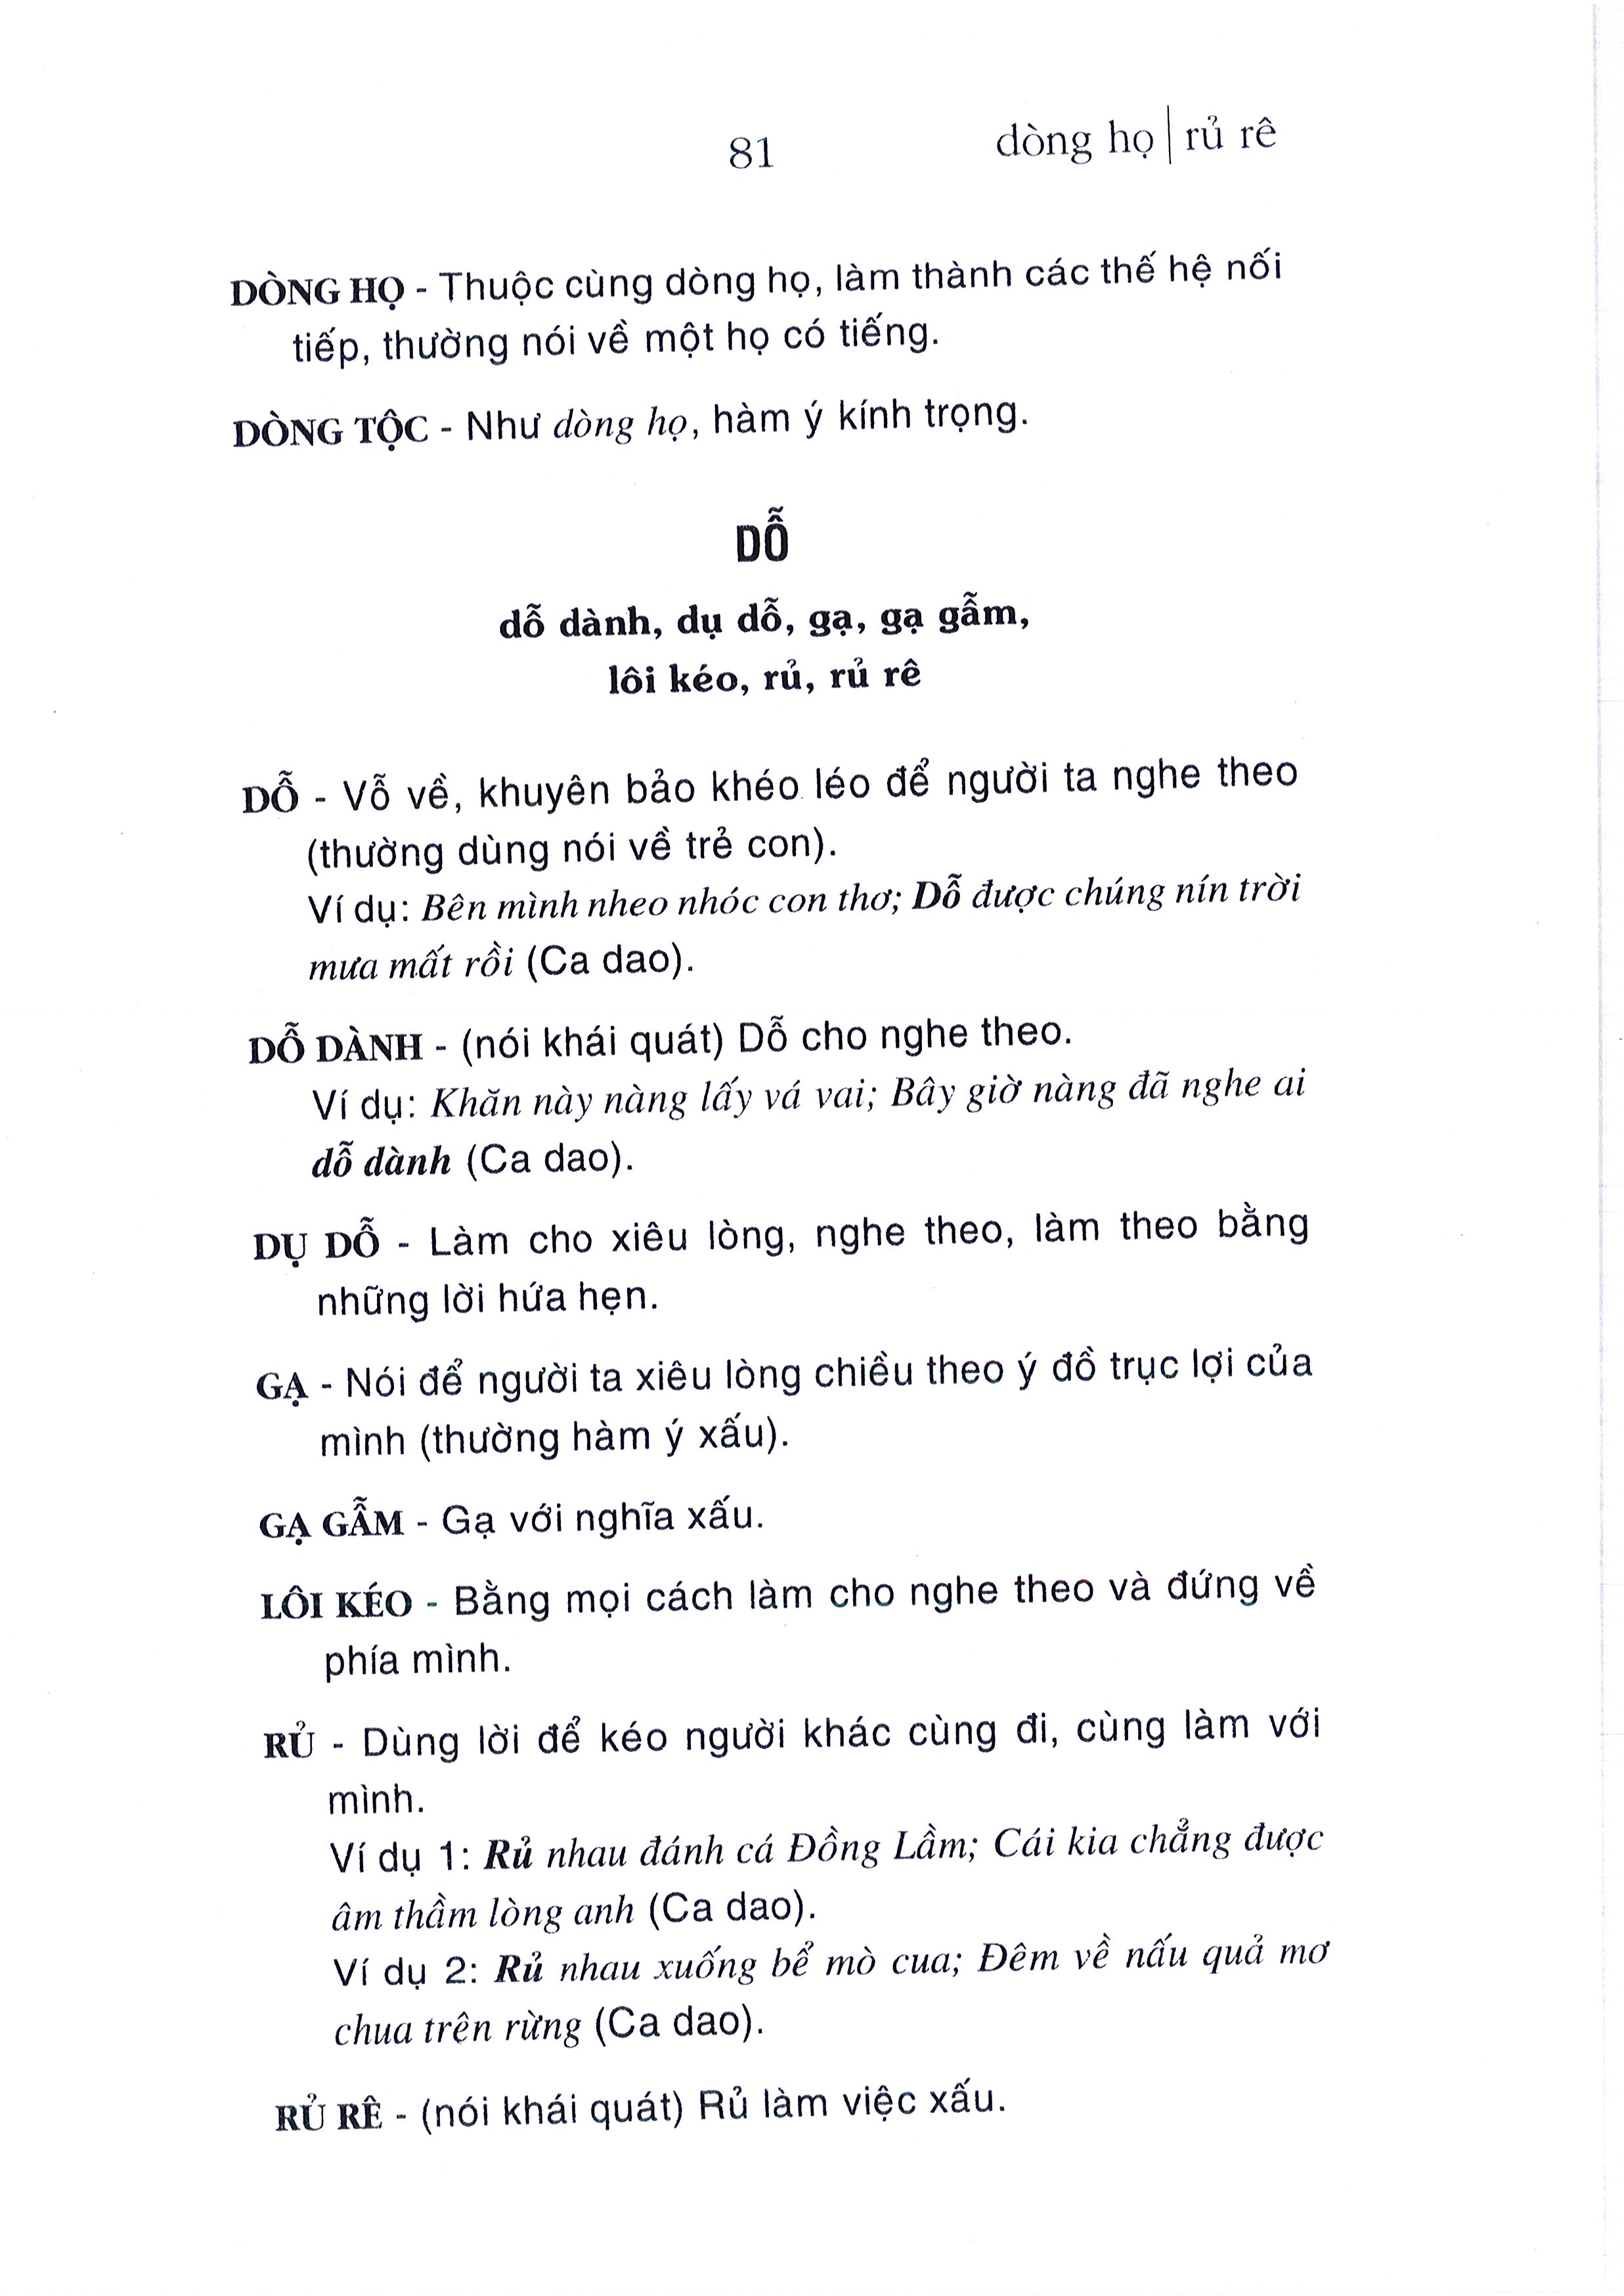 81
dòng họ | rủ rê
DÒNG HỌ - Thuộc cùng dòng họ, làm thành các thế hệ nối
tiếp, thường nói về một họ có tiếng.
DÒNG TỘC - Như dòng họ, hàm ý kính trọng.
DỖ
dỗ dành, dụ dỗ, gạ, gạ gẫm,
lôi kéo, rủ, rủ rê
DỖ - Vỗ về, khuyên bảo khéo léo để người ta nghe theo
(thường dùng nói về trẻ con).
Ví dụ: Bên mình nheo nhóc con thơ; Dỗ được chúng nín trời
mưa mất rồi (Ca dao).
DỖ DÀNH - (nói khái quát) Dỗ cho nghe theo.
Ví dụ: Khăn này nàng lấy vá vai; Bây giờ nàng đã nghe ai
dỗ dành (Ca dao).
DỤ DỖ - Làm cho xiêu lòng, nghe theo, làm theo bằng
những lời hứa hẹn.
GẠ - Nói để người ta xiêu lòng chiều theo ý đồ trục lợi của
mình (thường hàm ý xấu).
GẠ GẪM - Gạ với nghĩa xấu.
LÔI KÉO - Bằng mọi cách làm cho nghe theo và đứng về
phía mình.
RỦ - Dùng lời để kéo người khác cùng đi, cùng làm với
mình.
Ví dụ 1: Rủ nhau đánh cá Đồng Lầm; Cái kia chẳng được
âm thầm lòng anh (Ca dao).
Ví dụ 2: Rủ nhau xuống bể mò cua; Đêm về nấu quả mơ
chua trên rừng (Ca dao).
RỦ RÊ - (nói khái quát) Rủ làm việc xấu.